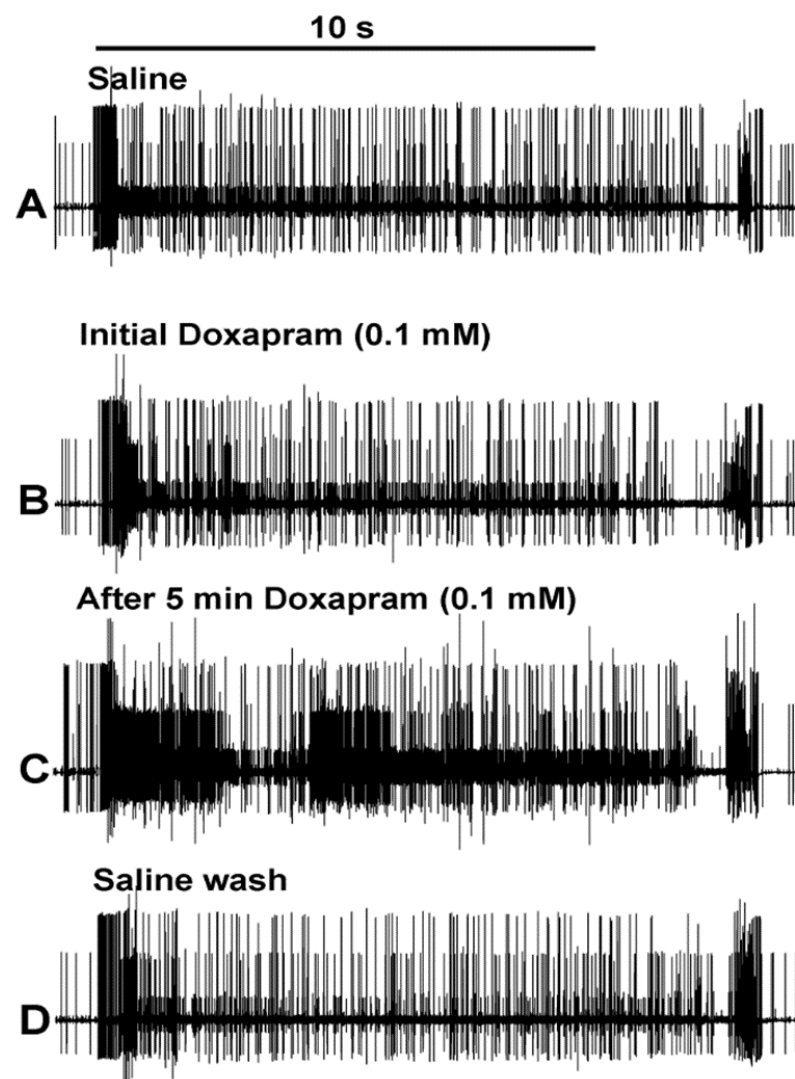 10 s
Saline
A
Initial Doxapram (0.1 mM)
B
After 5 min Doxapram (0.1 mM)
C
Saline wash
D